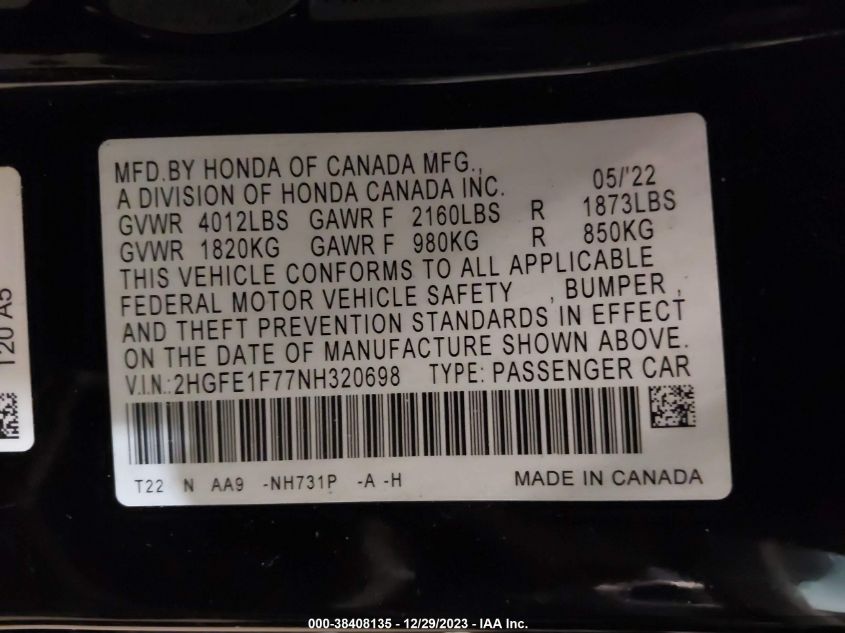 MFD.BY HONDA OF CANADA MFG.,
A DIVISION OF HONDA CANADA INC. 05/'22
GVWR 4012LBS GAWR F 2160LBS R 1873LBS
GVWR 1820KG GAWR F 980KG R 850KG
THIS VEHICLE CONFORMS TO ALL APPLICABLE
FEDERAL MOTOR VEHICLE SAFETY , BUMPER ,
AND THEFT PREVENTION STANDARDS IN EFFECT
ON THE DATE OF MANUFACTURE SHOWN ABOVE.
V.I.N.:2HGFE1F77NH320698 TYPE: PASSENGER CAR
T22 N AA9 -NH731P -A -H MADE IN CANADA
T20 A5
000-38408135 - 12/29/2023 - IAA Inc.